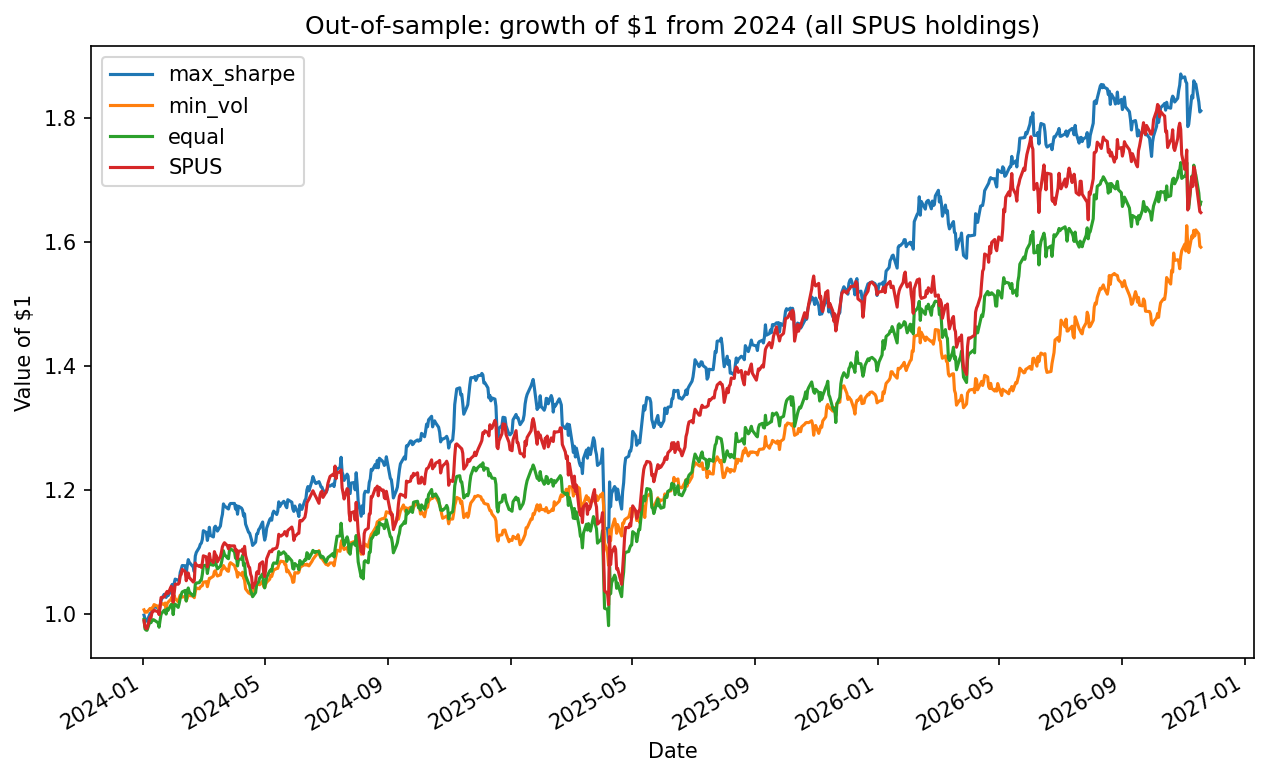 Out-of-sample: growth of $1 from 2024 (all SPUS holdings)
max_sharpe
min_vol
equal
SPUS
Value of $1
1.8
1.6
1.4
1.2
1.0
2024-01
2024-05
2024-09
2025-01
2025-05
2025-09
2026-01
2026-05
2026-09
2027-01
Date